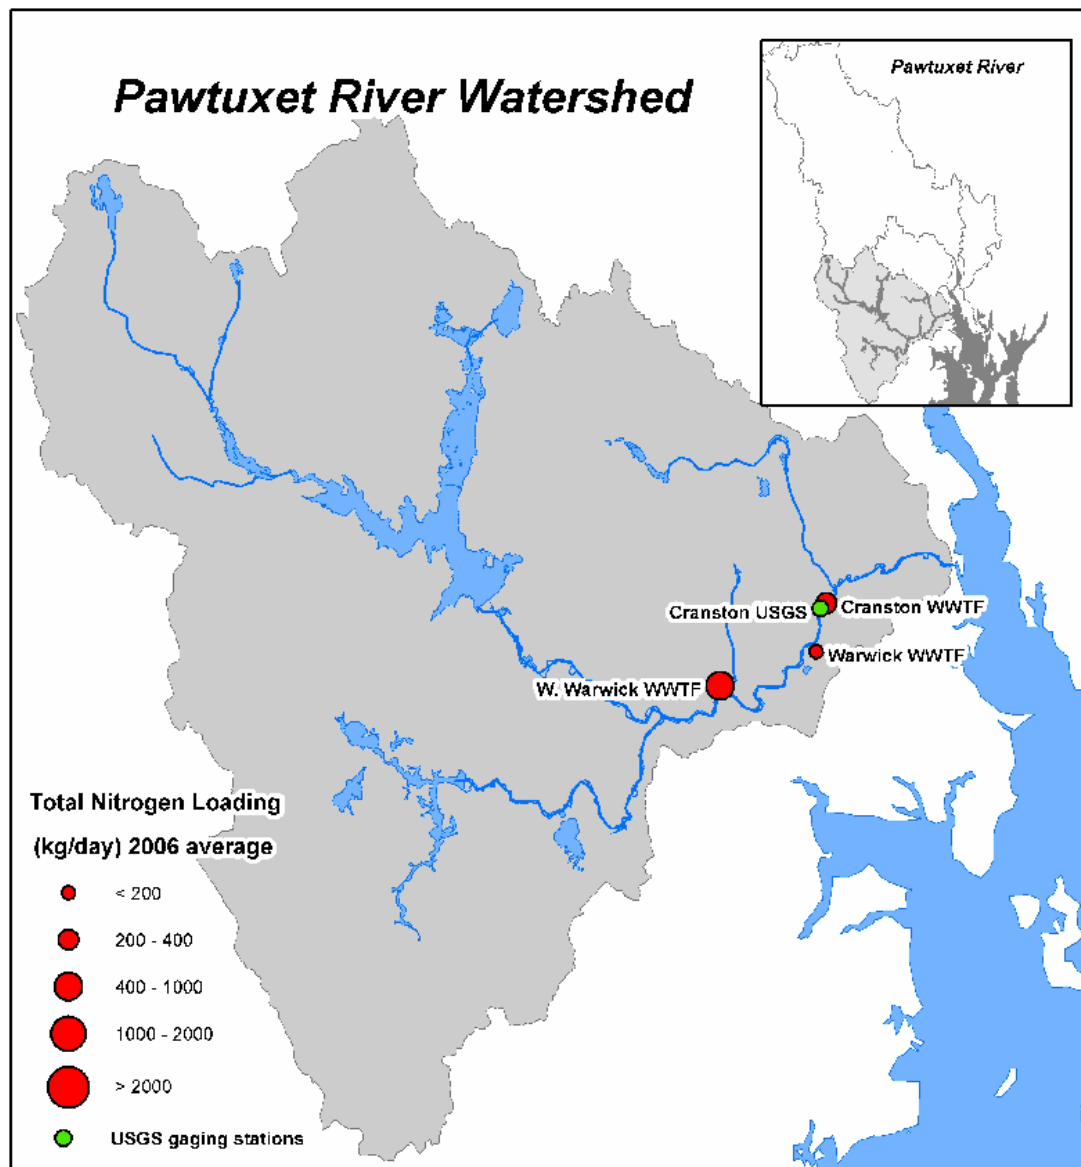 Pawtuxet River Watershed
Pawtuxet River
Cranston USGS
Cranston WWTF
Warwick WWTF
W. Warwick WWTF
Total Nitrogen Loading
(kg/day) 2006 average
< 200
200 - 400
400 - 1000
1000 - 2000
> 2000
USGS gaging stations